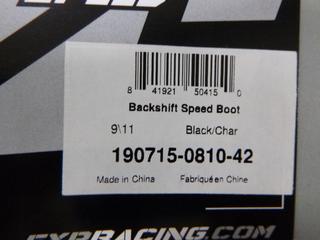 8 41921 50415 0
Backshift Speed Boot
9\11 Black/Char
190715-0810-42
Made in China Fabriqué en Chine
FXRRACING.COM